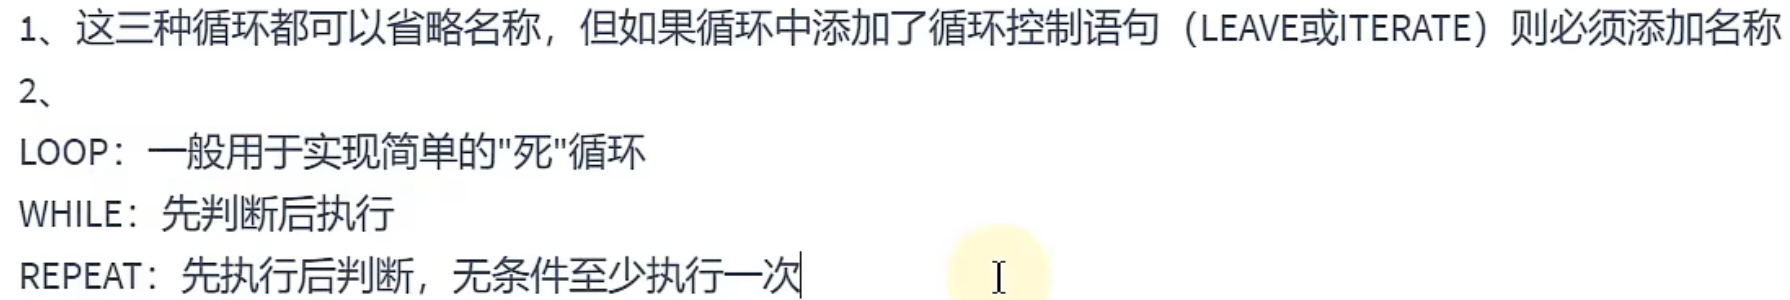 1、这三种循环都可以省略名称，但如果循环中添加了循环控制语句（LEAVE或ITERATE）则必须添加名称
2、
LOOP：一般用于实现简单的"死"循环
WHILE：先判断后执行
REPEAT：先执行后判断，无条件至少执行一次